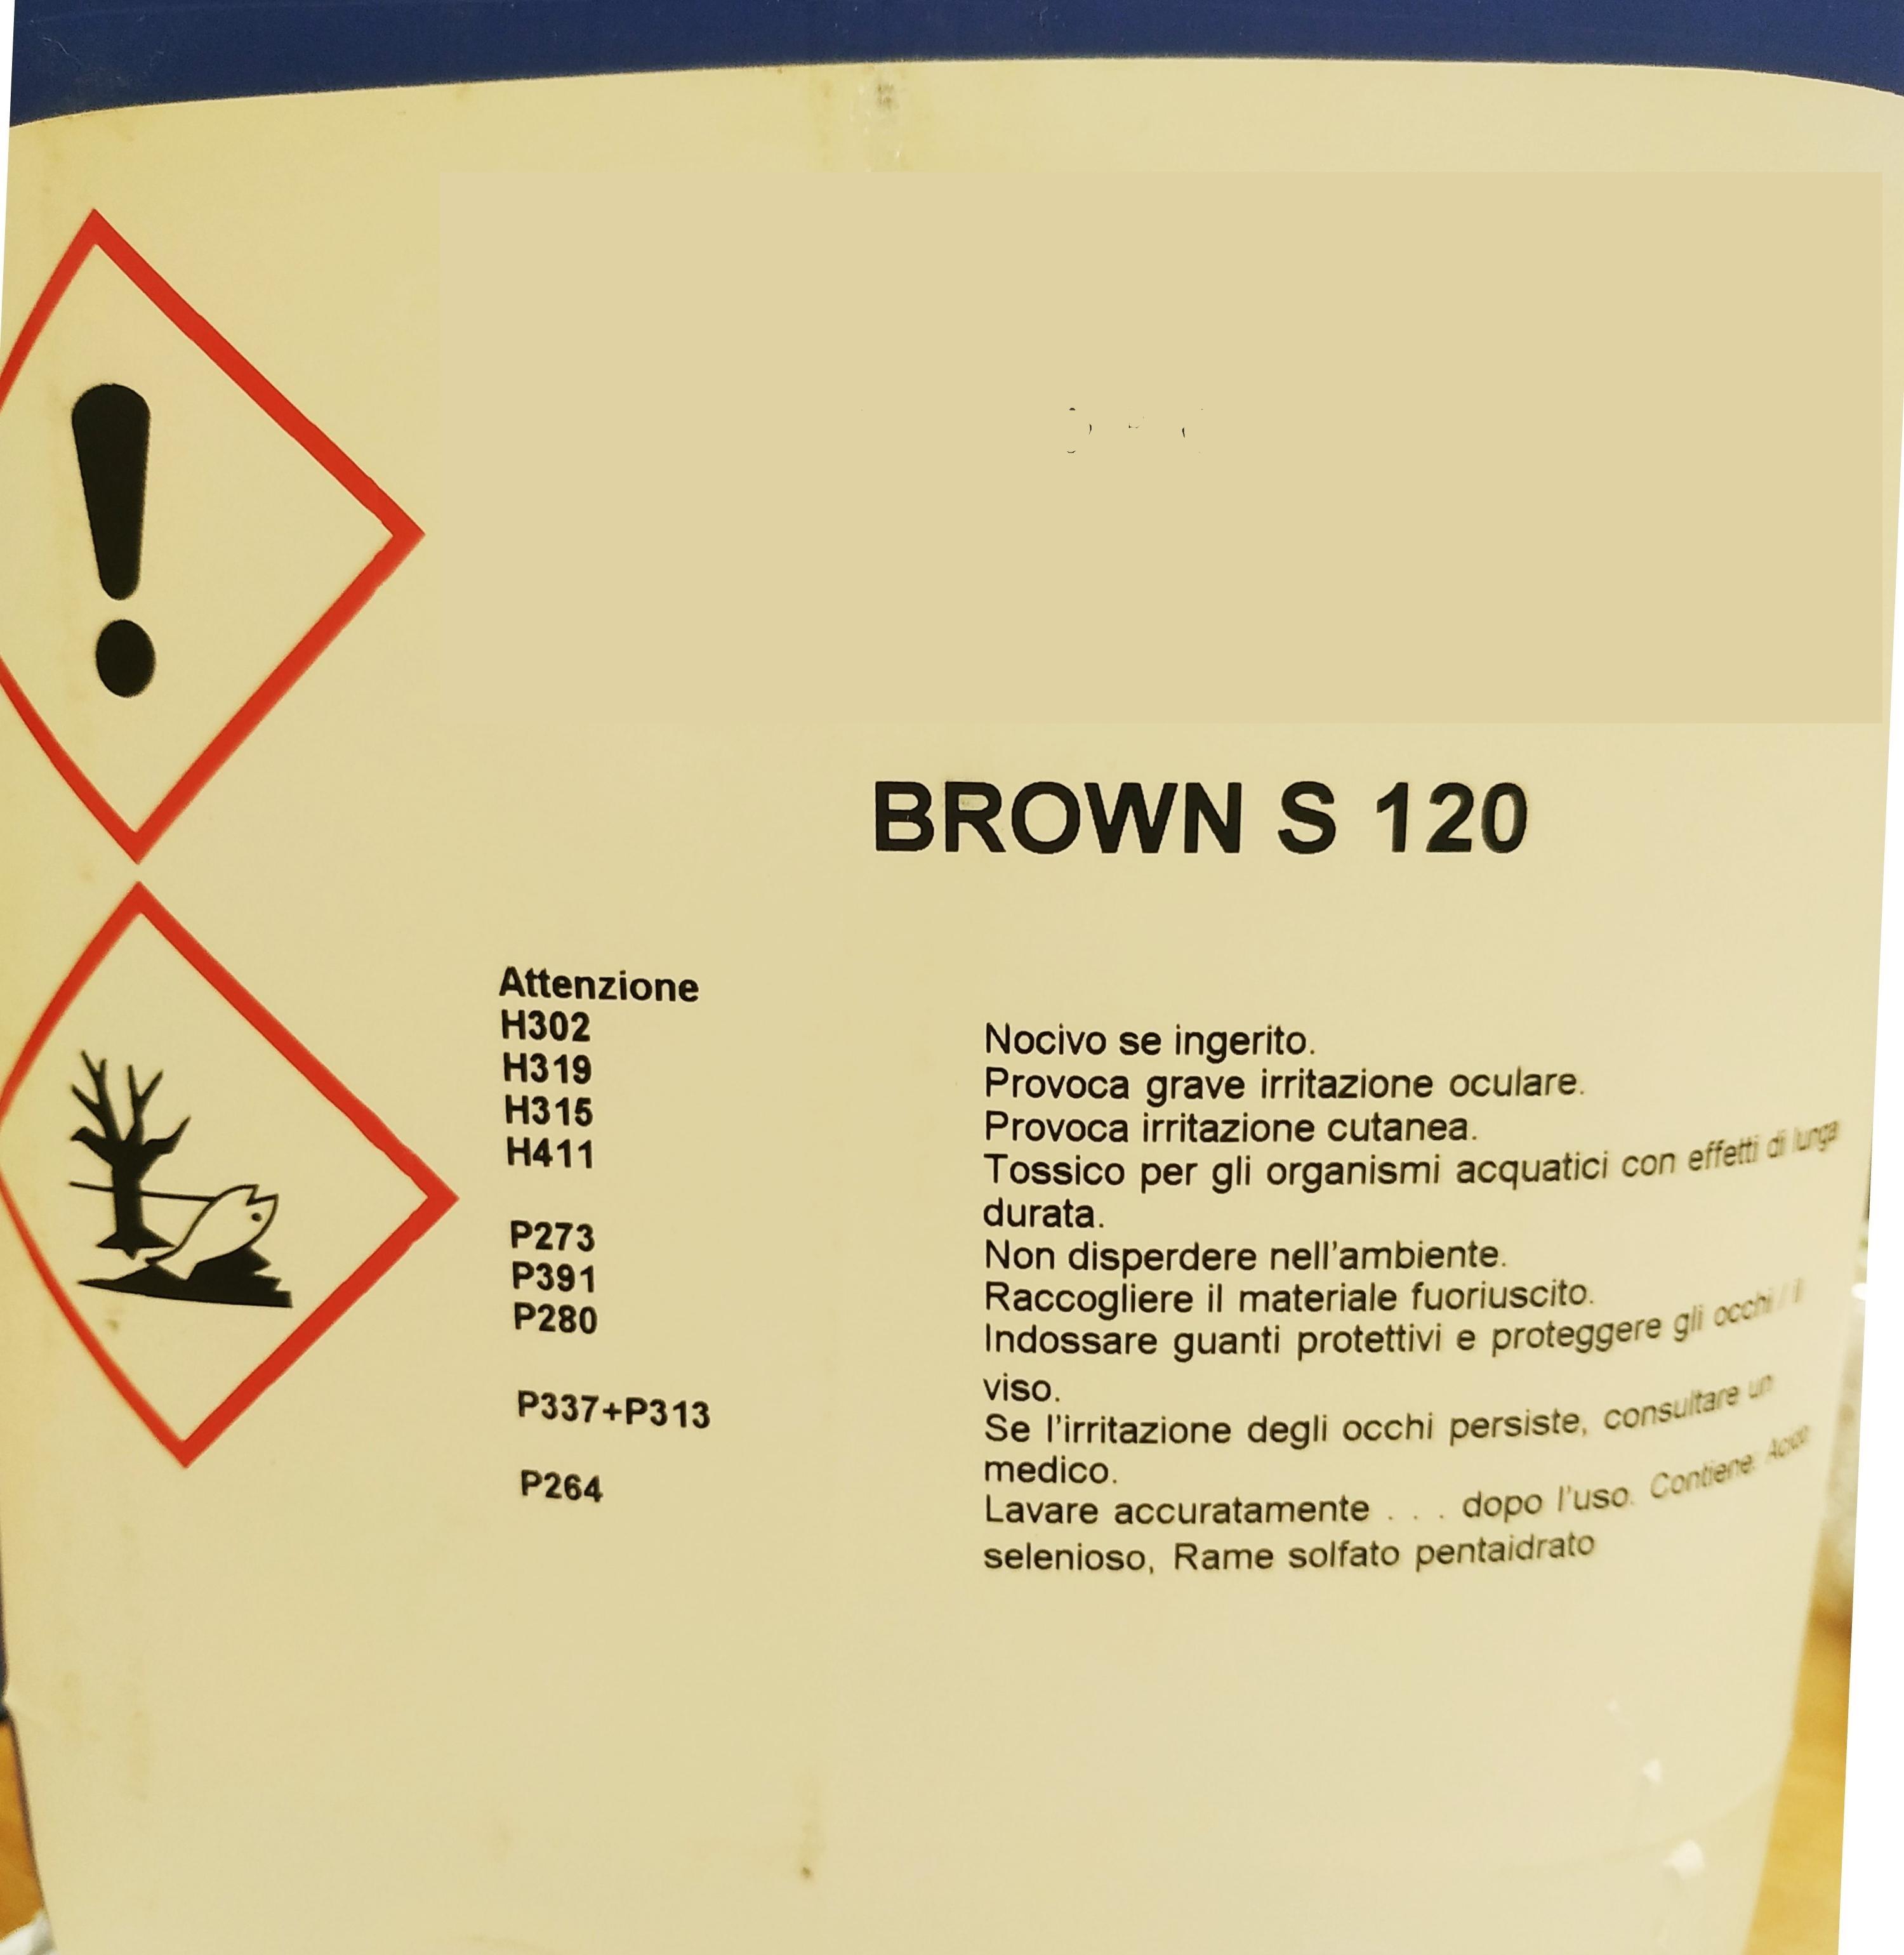 BROWN S 120
Attenzione
H302 Nocivo se ingerito.
H319 Provoca grave irritazione oculare.
H315 Provoca irritazione cutanea.
H411 Tossico per gli organismi acquatici con effetti di lunga
durata.
P273 Non disperdere nell'ambiente.
P391 Raccogliere il materiale fuoriuscito.
P280 Indossare guanti protettivi e proteggere gli occhi / il
viso.
P337+P313 Se l'irritazione degli occhi persiste, consultare un
medico.
P264 Lavare accuratamente . . . dopo l'uso. Contiene: Acido
selenioso, Rame solfato pentaidrato